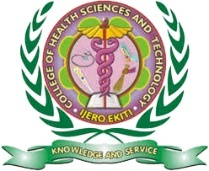 COLLEGE OF HEALTH SCIENCES AND TECHNOLOGY
IJERO EKITI
KNOWLEDGE AND SERVICE